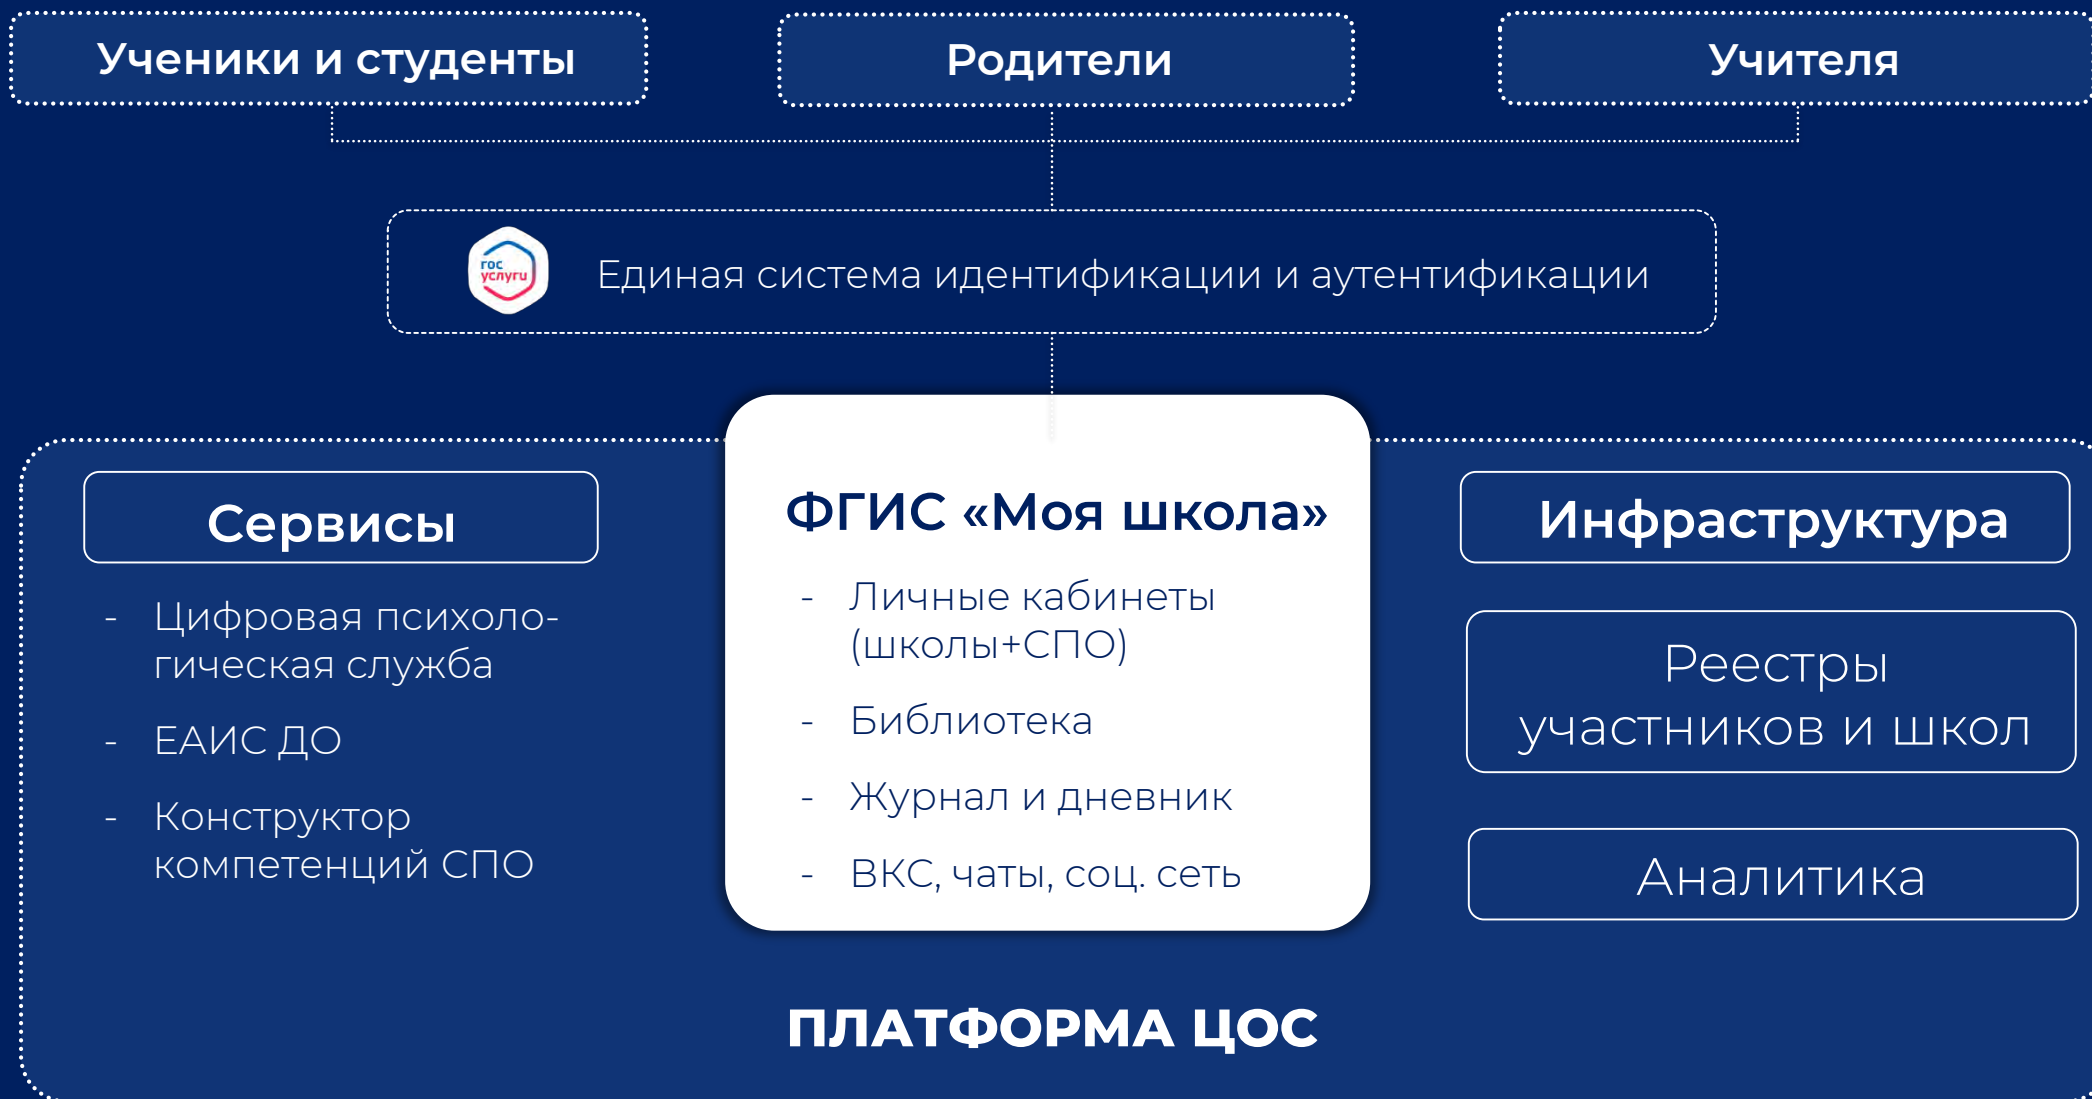 Ученики и студенты
Родители
Учителя
гос
услуги
Единая система идентификации и аутентификации
Сервисы
- Цифровая психоло-
гическая служба
- ЕАИС ДО
- Конструктор
компетенций СПО
ФГИС «Моя школа»
- Личные кабинеты
(школы+СПО)
- Библиотека
- Журнал и дневник
- ВКС, чаты, соц. сеть
Инфраструктура
Реестры
участников и школ
Аналитика
ПЛАТФОРМА ЦОС